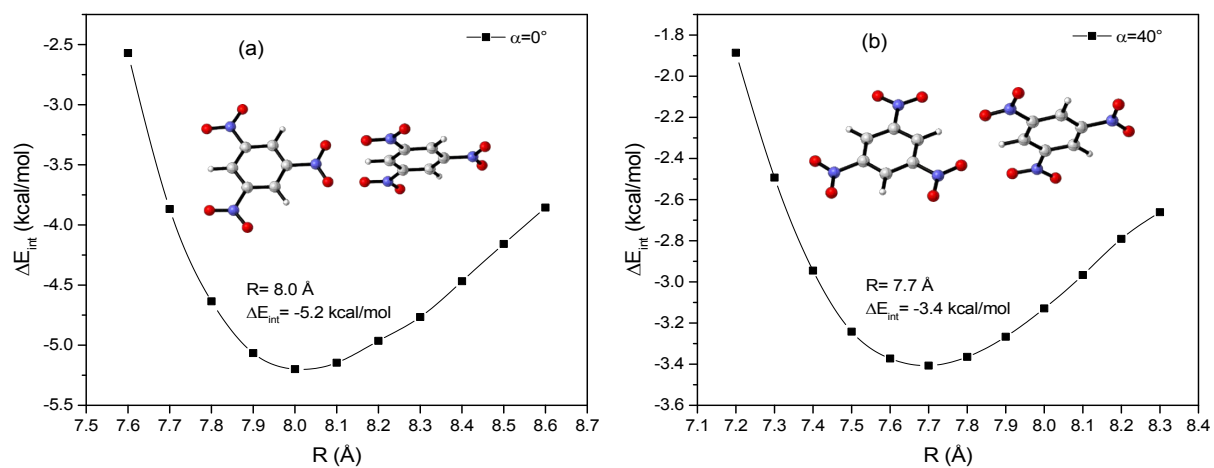 (a)
α=0°
-2.5
-3.0
-3.5
-4.0
-4.5
-5.0
-5.5
ΔE_int (kcal/mol)
R= 8.0 Å
ΔE_int= -5.2 kcal/mol
7.5 7.6 7.7 7.8 7.9 8.0 8.1 8.2 8.3 8.4 8.5 8.6 8.7
R (Å)
(b)
α=40°
-1.8
-2.0
-2.2
-2.4
-2.6
-2.8
-3.0
-3.2
-3.4
-3.6
ΔE_int (kcal/mol)
R= 7.7 Å
ΔE_int= -3.4 kcal/mol
7.1 7.2 7.3 7.4 7.5 7.6 7.7 7.8 7.9 8.0 8.1 8.2 8.3 8.4
R (Å)